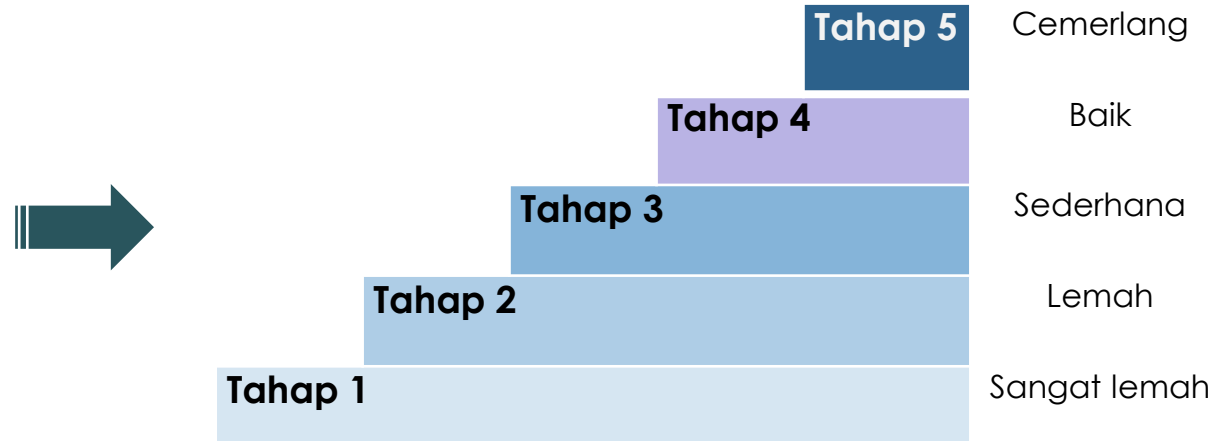 Tahap 5 Cemerlang
Tahap 4 Baik
Tahap 3 Sederhana
Tahap 2 Lemah
Tahap 1 Sangat lemah